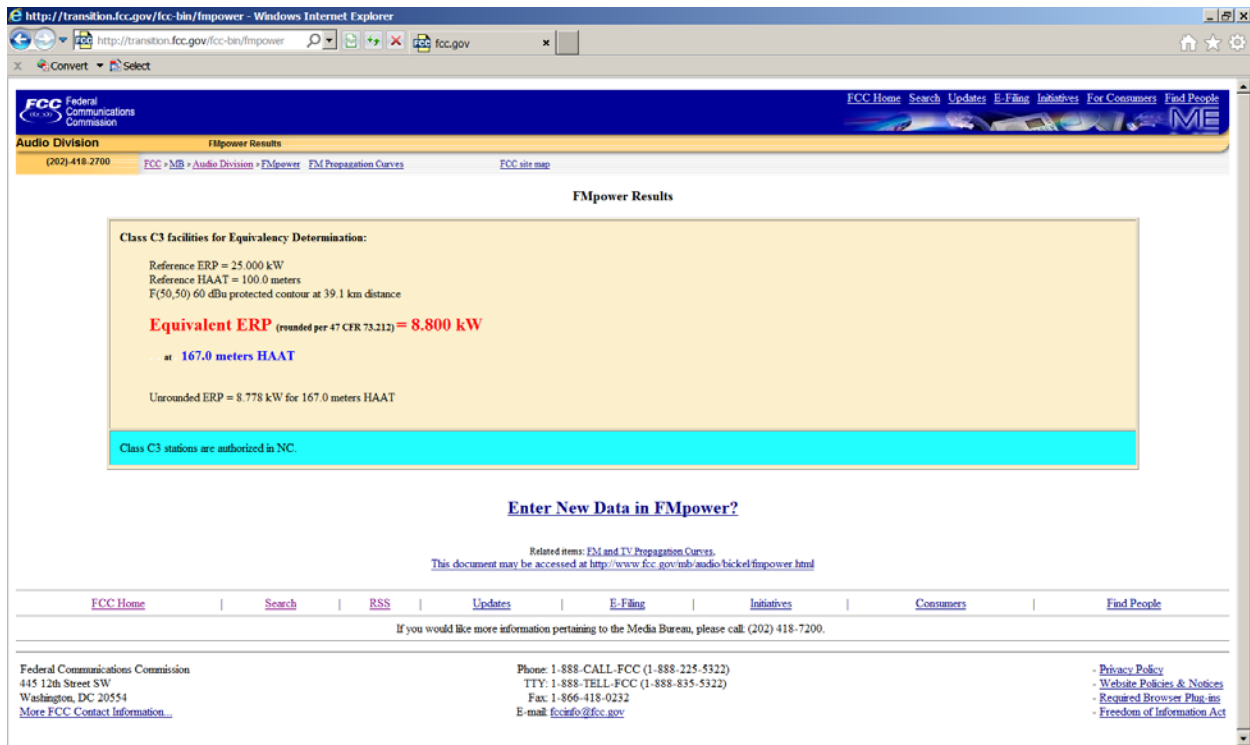 http://transition.fcc.gov/fcc-bin/fmpower - Windows Internet Explorer
http://transition.fcc.gov/fcc-bin/fmpower fcc.gov
x Convert Select
FCC Federal Communications Commission
FCC Home Search Updates E-Filing Initiatives For Consumers Find People
ME
Audio Division FMpower Results
(202)-418-2700 FCC > MB > Audio Division > FMpower FM Propagation Curves FCC site map
FMpower Results
Class C3 facilities for Equivalency Determination:
Reference ERP = 25.000 kW
Reference HAAT = 100.0 meters
F(50,50) 60 dBu protected contour at 39.1 km distance
Equivalent ERP (rounded per 47 CFR 73.212) = 8.800 kW
at 167.0 meters HAAT
Unrounded ERP = 8.778 kW for 167.0 meters HAAT
Class C3 stations are authorized in NC.
Enter New Data in FMpower?
Related items: FM and TV Propagation Curves.
This document may be accessed at http://www.fcc.gov/mb/audio/bickel/fmpower.html
FCC Home | Search | RSS | Updates | E-Filing | Initiatives | Consumers | Find People
If you would like more information pertaining to the Media Bureau, please call: (202) 418-7200.
Federal Communications Commission
445 12th Street SW
Washington, DC 20554
More FCC Contact Information...
Phone: 1-888-CALL-FCC (1-888-225-5322)
TTY: 1-888-TELL-FCC (1-888-835-5322)
Fax: 1-866-418-0232
E-mail: fccinfo@fcc.gov
- Privacy Policy
- Website Policies & Notices
- Required Browser Plug-ins
- Freedom of Information Act